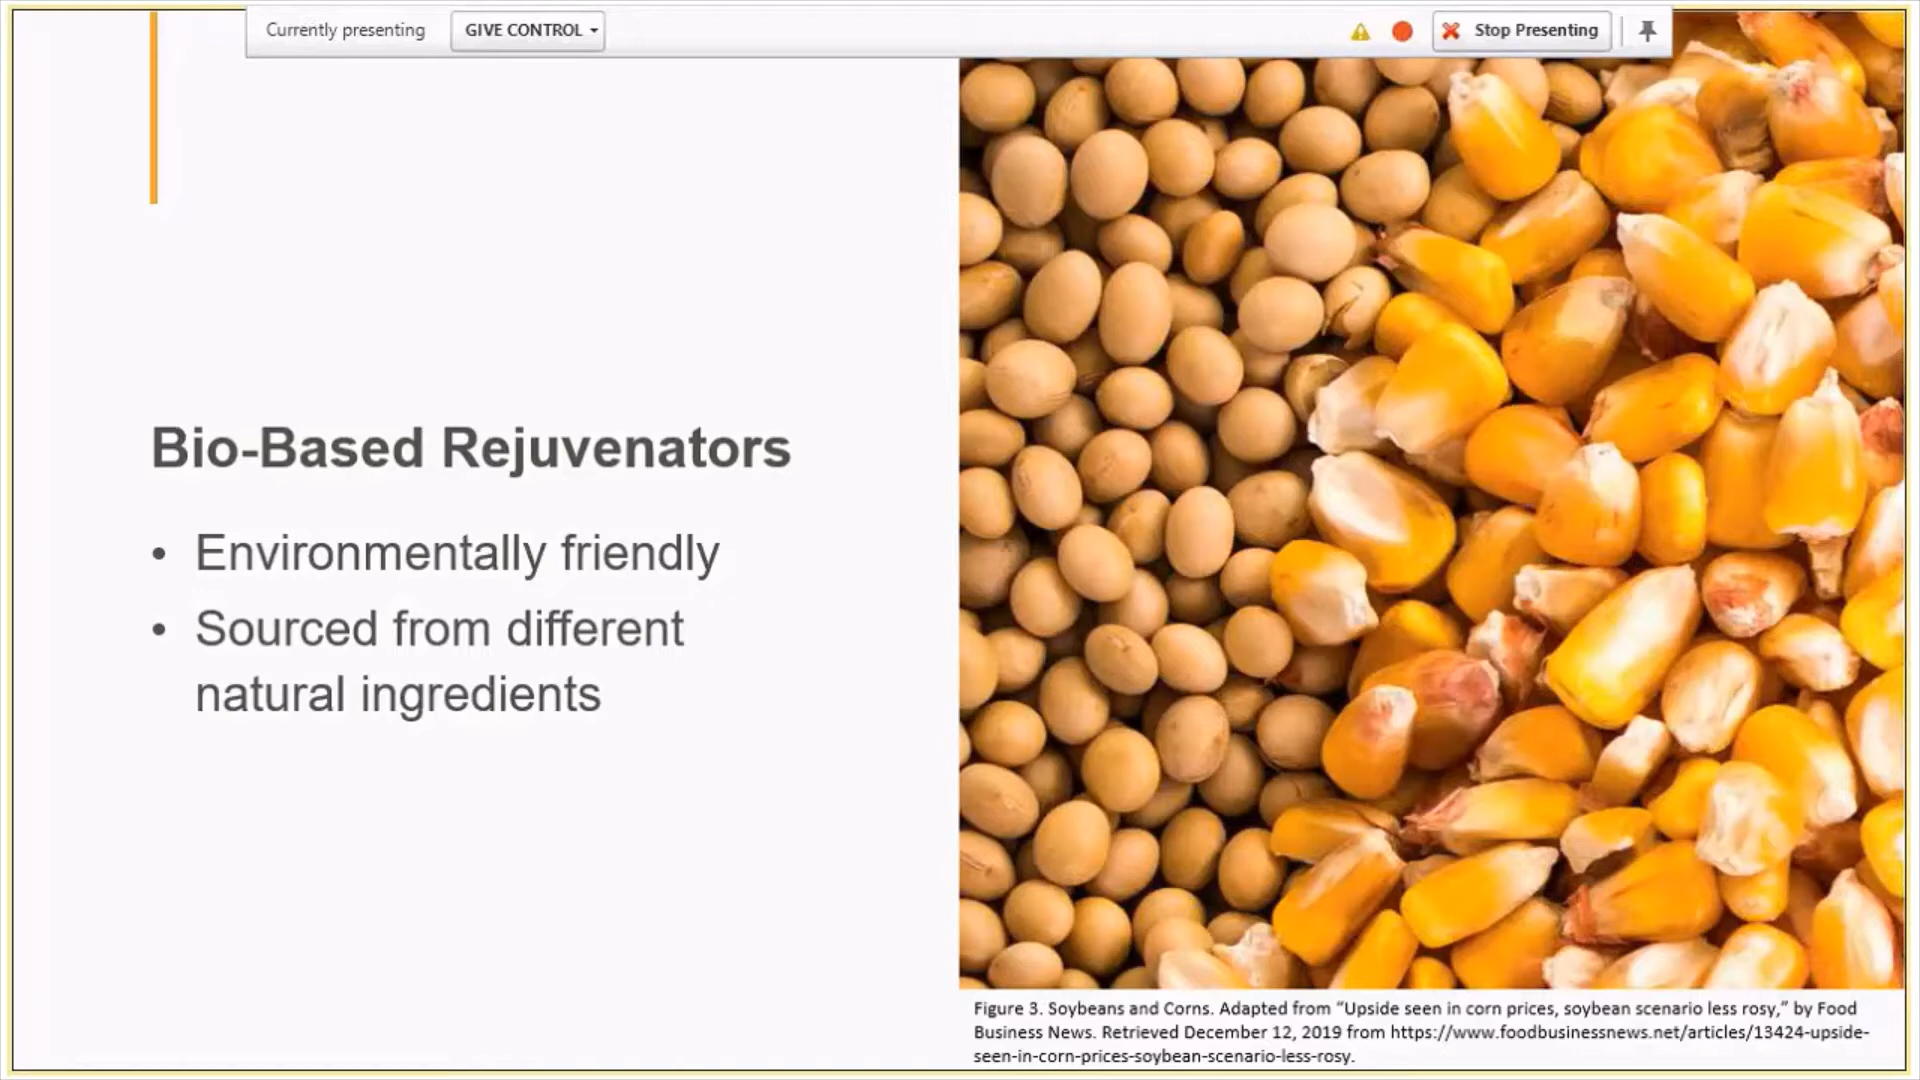 Currently presenting
GIVE CONTROL
Stop Presenting
Bio-Based Rejuvenators
• Environmentally friendly
• Sourced from different
natural ingredients
Figure 3. Soybeans and Corns. Adapted from “Upside seen in corn prices, soybean scenario less rosy,” by Food
Business News. Retrieved December 12, 2019 from https://www.foodbusinessnews.net/articles/13424-upside-
seen-in-corn-prices-soybean-scenario-less-rosy.